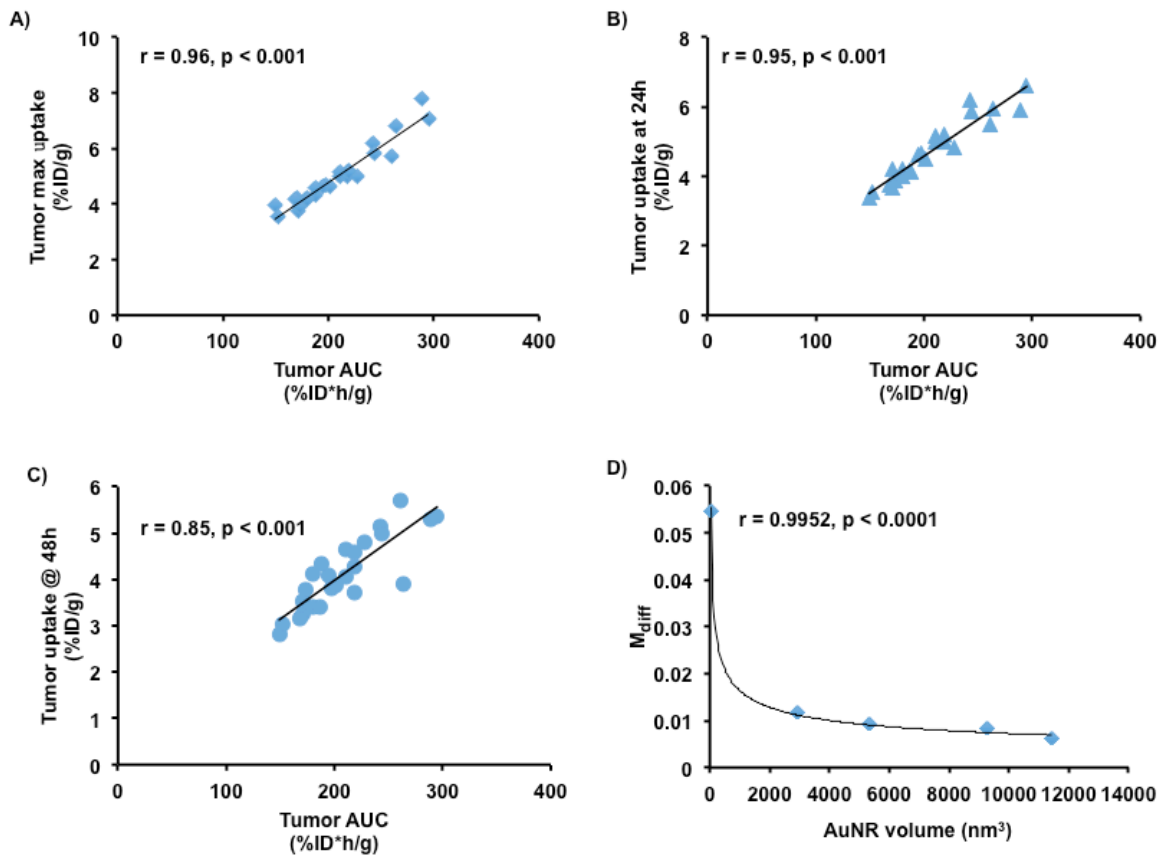 A)
r = 0.96, p < 0.001
Tumor max uptake
(%ID/g)
10
8
6
4
2
0
0 100 200 300 400
Tumor AUC
(%ID*h/g)
B)
r = 0.95, p < 0.001
Tumor uptake at 24h
(%ID/g)
8
6
4
2
0
0 100 200 300 400
Tumor AUC
(%ID*h/g)
C)
r = 0.85, p < 0.001
Tumor uptake @ 48h
(%ID/g)
6
5
4
3
2
1
0
0 100 200 300 400
Tumor AUC
(%ID*h/g)
D)
r = 0.9952, p < 0.0001
Mdiff
0.06
0.05
0.04
0.03
0.02
0.01
0
0 2000 4000 6000 8000 10000 12000 14000
AuNR volume (nm³)